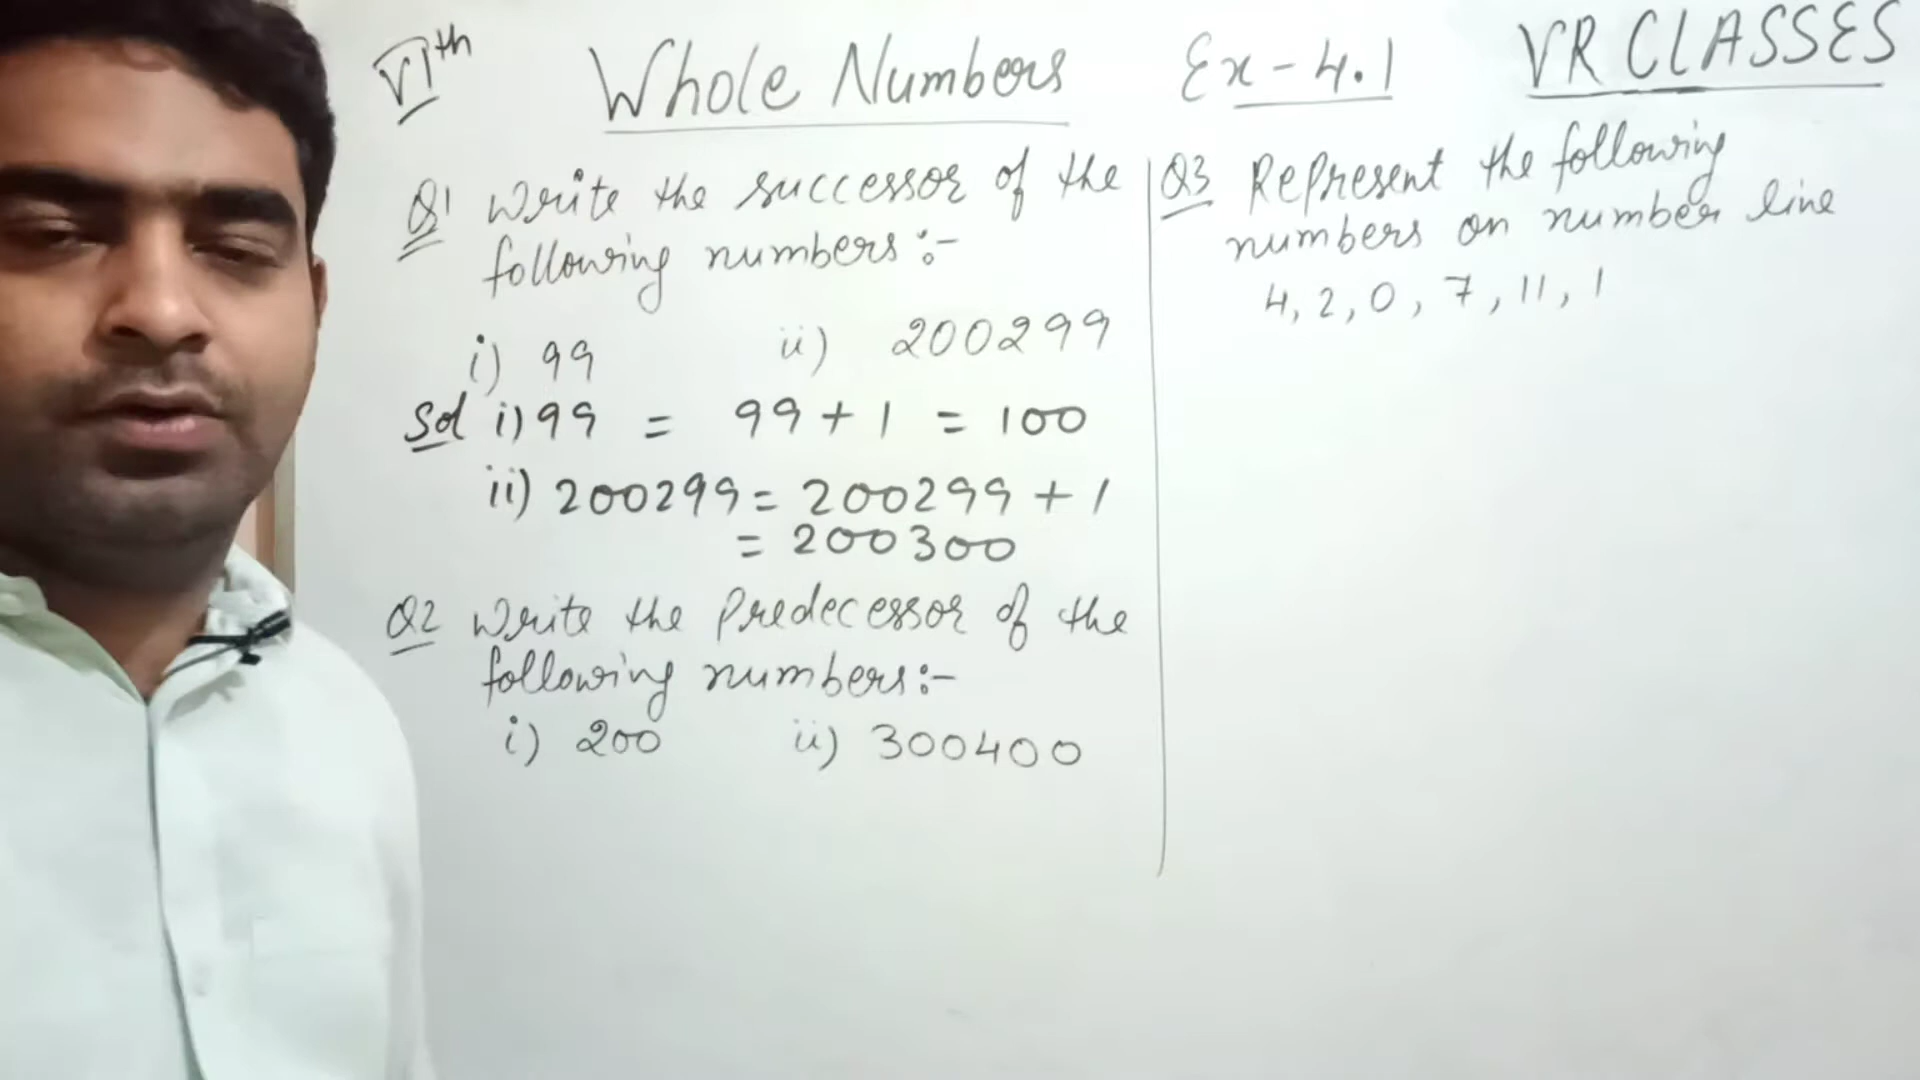 VIth Whole Numbers Ex-4.1 VR CLASSES
Q1 Write the successor of the
following numbers:-
i) 99 ii) 200299
Sol i) 99 = 99 + 1 = 100
ii) 200299 = 200299 + 1
= 200300
Q2 Write the Predecessor of the
following numbers:-
i) 200 ii) 300400
Q3 Represent the following
numbers on number line
4, 2, 0, 7, 11, 1